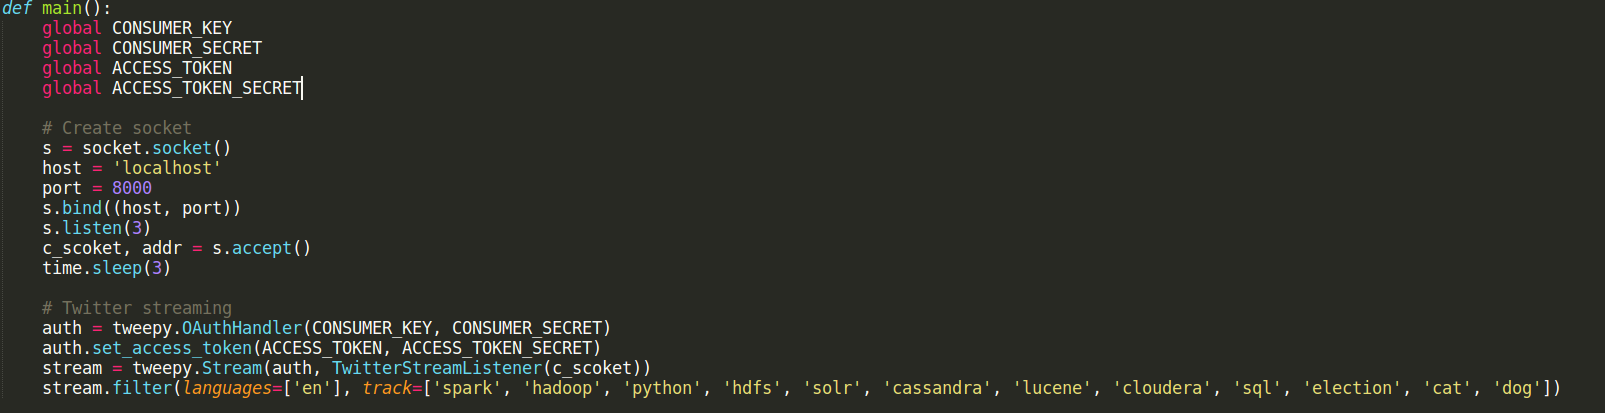 def main():
    global CONSUMER_KEY
    global CONSUMER_SECRET
    global ACCESS_TOKEN
    global ACCESS_TOKEN_SECRET
    # Create socket
    s = socket.socket()
    host = 'localhost'
    port = 8000
    s.bind((host, port))
    s.listen(3)
    c_scoket, addr = s.accept()
    time.sleep(3)
    # Twitter streaming
    auth = tweepy.OAuthHandler(CONSUMER_KEY, CONSUMER_SECRET)
    auth.set_access_token(ACCESS_TOKEN, ACCESS_TOKEN_SECRET)
    stream = tweepy.Stream(auth, TwitterStreamListener(c_scoket))
    stream.filter(languages=['en'], track=['spark', 'hadoop', 'python', 'hdfs', 'solr', 'cassandra', 'lucene', 'cloudera', 'sql', 'election', 'cat', 'dog'])